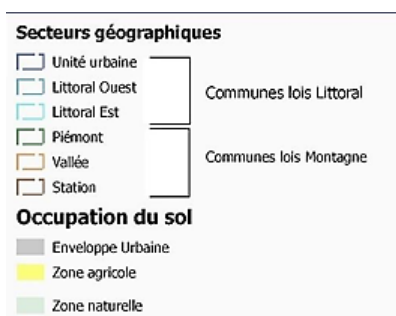 Secteurs géographiques
Unité urbaine
Littoral Ouest
Communes lois Littoral
Littoral Est
Piémont
Vallée
Communes lois Montagne
Station
Occupation du sol
Enveloppe Urbaine
Zone agricole
Zone naturelle